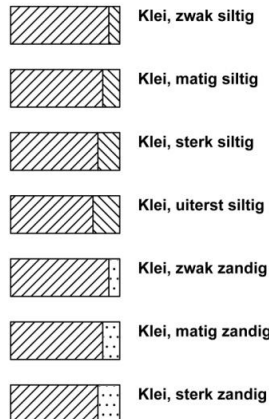 Klei, zwak siltig
Klei, matig siltig
Klei, sterk siltig
Klei, uiterst siltig
Klei, zwak zandig
Klei, matig zandig
Klei, sterk zandig